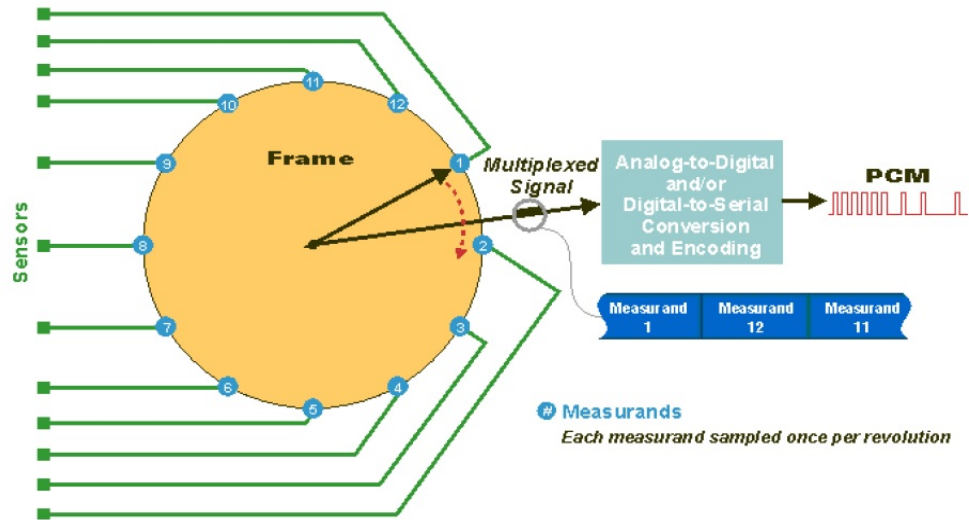 11
10
12
Frame
9
1
Multiplexed
Signal
Analog-to-Digital
and/or
Digital-to-Serial
Conversion
and Encoding
PCM
Sensors
8
2
7
3
Measurand
1
Measurand
12
Measurand
11
6
4
5
# Measurands
Each measurand sampled once per revolution